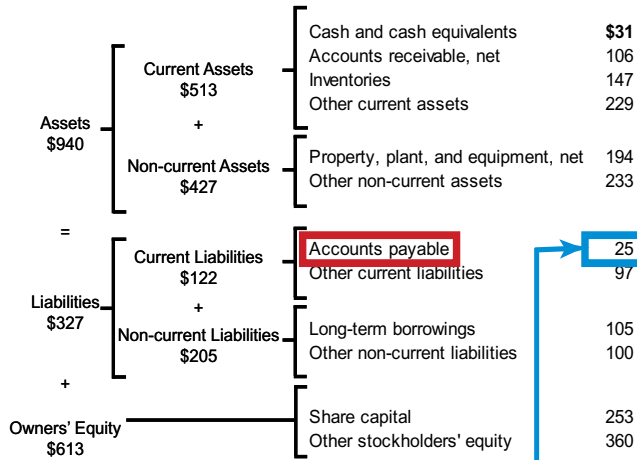 Cash and cash equivalents $31
Current Assets
$513
Accounts receivable, net 106
Inventories 147
Other current assets 229
Assets
$940
+
Non-current Assets
$427
Property, plant, and equipment, net 194
Other non-current assets 233
=
Current Liabilities
$122
Accounts payable 25
Other current liabilities 97
Liabilities
$327
+
Non-current Liabilities
$205
Long-term borrowings 105
Other non-current liabilities 100
+
Owners' Equity
$613
Share capital 253
Other stockholders' equity 360